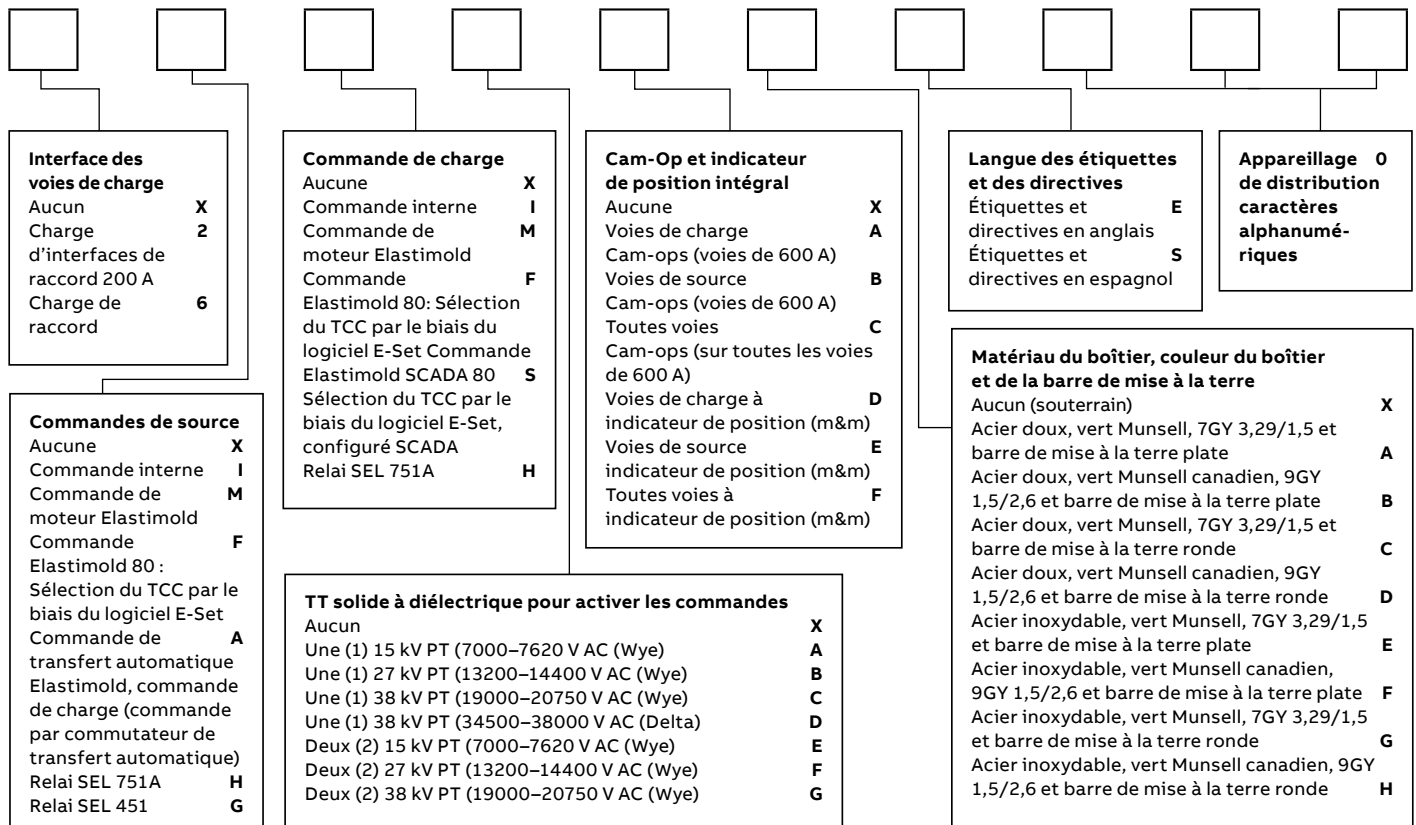 Interface des
voies de charge
Aucun X
Charge 2
d’interfaces de
raccord 200 A
Charge de 6
raccord
Commandes de source
Aucune X
Commande interne I
Commande de M
moteur Elastimold
Commande F
Elastimold 80 :
Sélection du TCC par le
biais du logiciel E-Set
Commande de A
transfert automatique
Elastimold, commande
de charge (commande
par commutateur de
transfert automatique)
Relai SEL 751A H
Relai SEL 451 G
Commande de charge
Aucune X
Commande interne I
Commande de M
moteur Elastimold
Commande F
Elastimold 80: Sélection
du TCC par le biais du
logiciel E-Set Commande
Elastimold SCADA 80 S
Sélection du TCC par le
biais du logiciel E-Set,
configuré SCADA
Relai SEL 751A H
TT solide à diélectrique pour activer les commandes
Aucun X
Une (1) 15 kV PT (7000–7620 V AC (Wye) A
Une (1) 27 kV PT (13200–14400 V AC (Wye) B
Une (1) 38 kV PT (19000–20750 V AC (Wye) C
Une (1) 38 kV PT (34500–38000 V AC (Delta) D
Deux (2) 15 kV PT (7000–7620 V AC (Wye) E
Deux (2) 27 kV PT (13200–14400 V AC (Wye) F
Deux (2) 38 kV PT (19000–20750 V AC (Wye) G
Cam-Op et indicateur
de position intégral
Aucune X
Voies de charge A
Cam-ops (voies de 600 A)
Voies de source B
Cam-ops (voies de 600 A)
Toutes voies C
Cam-ops (sur toutes les voies
de 600 A)
Voies de charge à D
indicateur de position (m&m)
Voies de source E
indicateur de position (m&m)
Toutes voies à F
indicateur de position (m&m)
Matériau du boîtier, couleur du boîtier
et de la barre de mise à la terre
Aucun (souterrain) X
Acier doux, vert Munsell, 7GY 3,29/1,5 et
barre de mise à la terre plate A
Acier doux, vert Munsell canadien, 9GY
1,5/2,6 et barre de mise à la terre plate B
Acier doux, vert Munsell, 7GY 3,29/1,5 et
barre de mise à la terre ronde C
Acier doux, vert Munsell canadien, 9GY
1,5/2,6 et barre de mise à la terre ronde D
Acier inoxydable, vert Munsell, 7GY 3,29/1,5
et barre de mise à la terre plate E
Acier inoxydable, vert Munsell canadien,
9GY 1,5/2,6 et barre de mise à la terre plate F
Acier inoxydable, vert Munsell, 7GY 3,29/1,5
et barre de mise à la terre ronde G
Acier inoxydable, vert Munsell canadien, 9GY
1,5/2,6 et barre de mise à la terre ronde H
Langue des étiquettes
et des directives
Étiquettes et E
directives en anglais
Étiquettes et S
directives en espagnol
Appareillage 0
de distribution
caractères
alphanumé-
riques